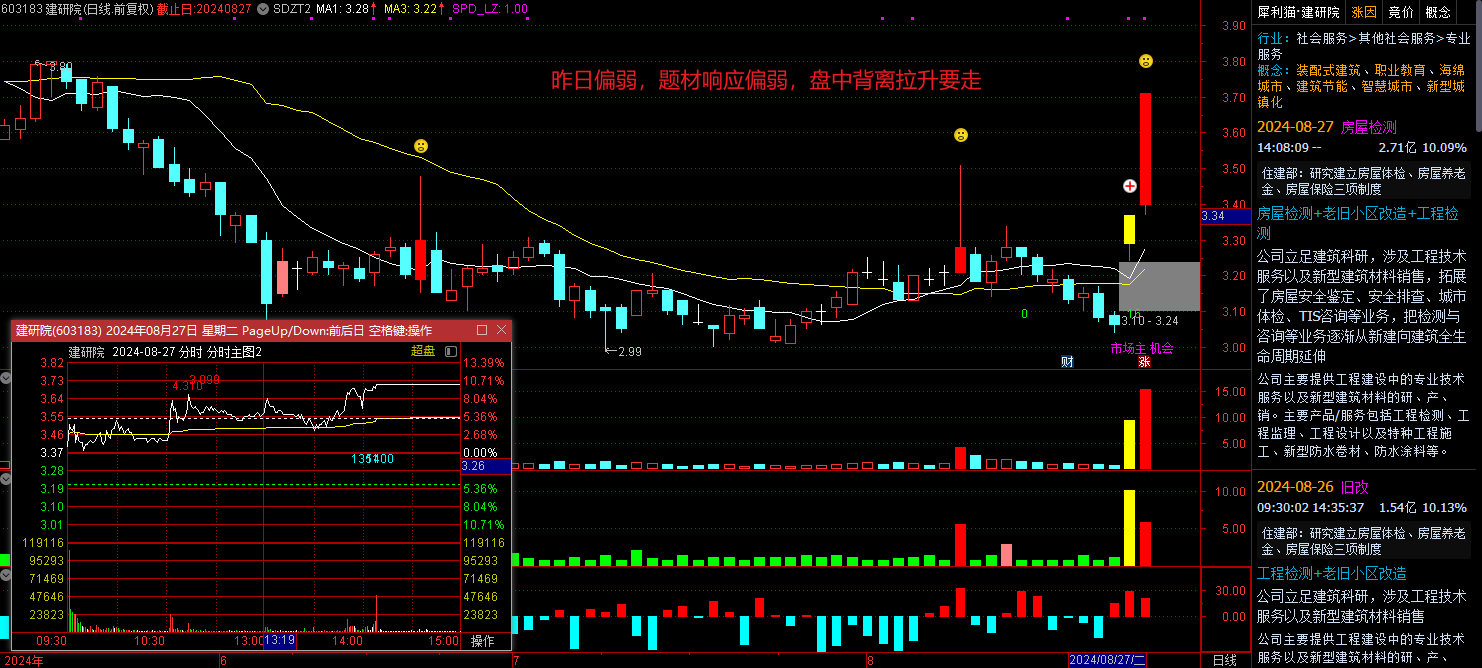 603183 建研院(日线.前复权) 截止日:20240827 SDZT2 MA1: 3.28↑ MA3: 3.22↑ SPD_LZ: 1.00
昨日偏弱，题材响应偏弱，盘中背离拉升要走
3.80
2.99
0
16
3.10 - 3.24
市场主 机会
财
涨
3.90
3.80
3.70
3.60
3.50
3.40
3.34
3.30
3.20
3.10
3.00
15.00
10.00
5.00
10.00
5.00
30.00
0.00
建研院(603183) 2024年08月27日 星期二 PageUp/Down:前后日 空格键:操作
建研院 2024-08-27 分时 分时主图2
超盘
3.82 13.39%
3.73 10.71%
3.64 8.04%
3.55 5.36%
3.46 2.68%
3.37 0.00%
3.26
3.28
3.19 5.36%
3.10 8.04%
3.01 10.71%
119116 119116
95293 95293
71469 71469
47646 47646
23823 23823
09:30 10:30 13:00 13:19 14:00 15:00 操作
2024年 6 7 8 2024/08/27/二 日线
犀利猫·建研院 涨因 竞价 概念
行业: 社会服务>其他社会服务>专业
服务
概念: 装配式建筑、职业教育、海绵
城市、建筑节能、智慧城市、新型城
镇化
2024-08-27 房屋检测
14:08:09 -- 2.71亿 10.09%
住建部: 研究建立房屋体检、房屋养老
金、房屋保险三项制度
房屋检测+老旧小区改造+工程检
测
公司立足建筑科研，涉及工程技术
服务以及新型建筑材料销售，拓展
了房屋安全鉴定、安全排查、城市
体检、TIS咨询等业务，把检测与
咨询等业务逐渐从新建向建筑全生
命周期延伸
公司主要提供工程建设中的专业技术
服务以及新型建筑材料的研、产、
销。主要产品/服务包括工程检测、工
程监理、工程设计以及特种工程施
工、新型防水卷材、防水涂料等。
2024-08-26 旧改
09:30:02 14:35:37 1.54亿 10.13%
住建部: 研究建立房屋体检、房屋养老
金、房屋保险三项制度
工程检测+老旧小区改造
公司立足建筑科研，涉及工程技术
服务以及新型建筑材料销售
公司主要提供工程建设中的专业技术
服务以及新型建筑材料的研、产、